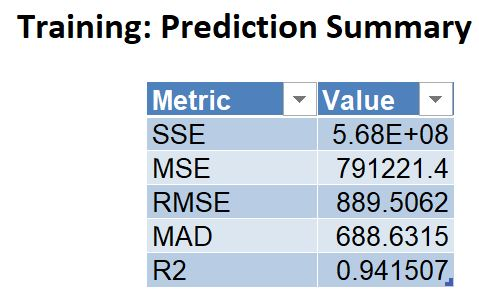 Training: Prediction Summary
Metric Value
SSE 5.68E+08
MSE 791221.4
RMSE 889.5062
MAD 688.6315
R2 0.941507